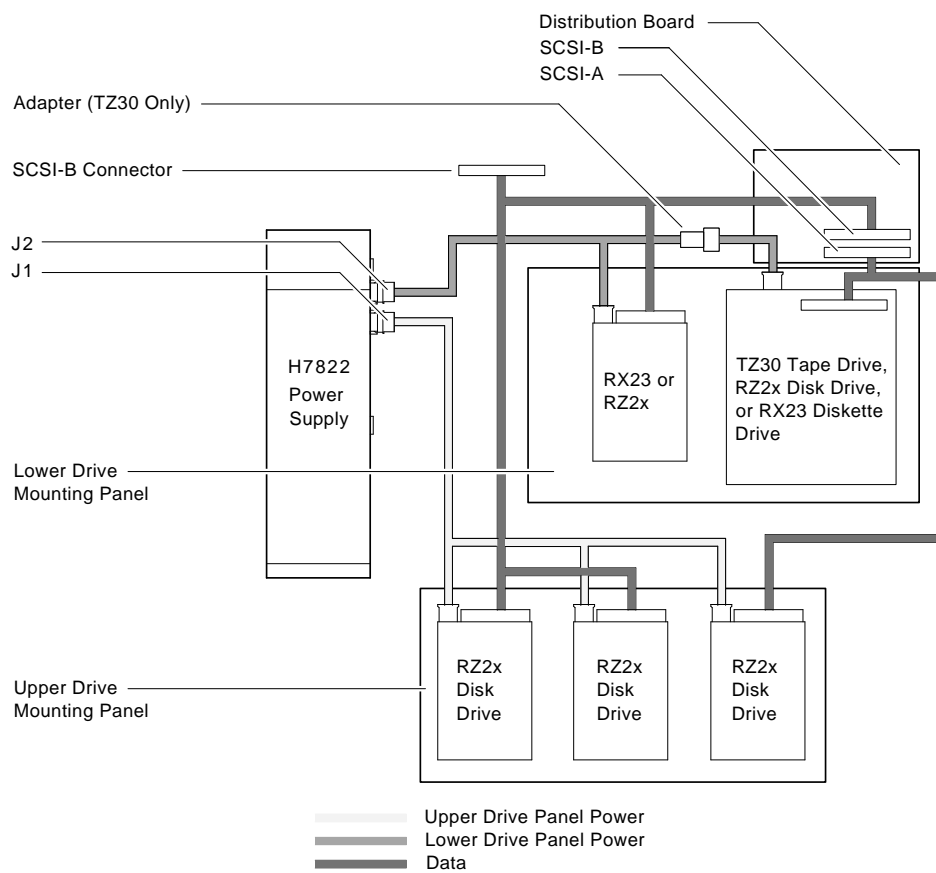 Distribution Board
SCSI-B
SCSI-A
Adapter (TZ30 Only)
SCSI-B Connector
J2
J1
H7822
Power
Supply
RX23 or
RZ2x
TZ30 Tape Drive,
RZ2x Disk Drive,
or RX23 Diskette
Drive
Lower Drive
Mounting Panel
RZ2x
Disk
Drive
RZ2x
Disk
Drive
RZ2x
Disk
Drive
Upper Drive
Mounting Panel
Upper Drive Panel Power
Lower Drive Panel Power
Data